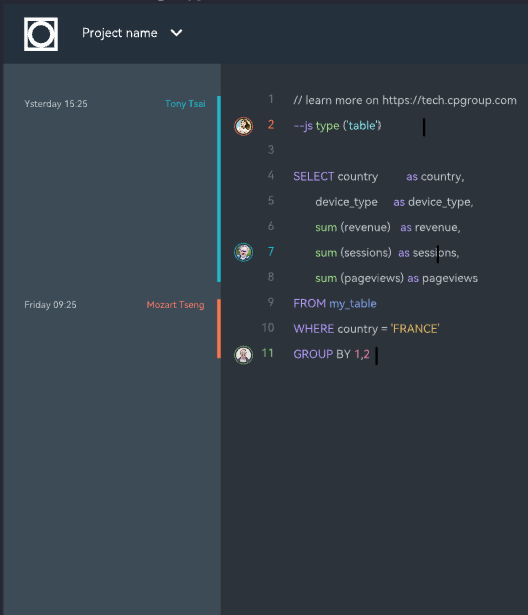 Project name
Ysterday 15:25 Tony Tsai
Friday 09:25 Mozart Tseng
1 // learn more on https://tech.cpgroup.com
2 --js type ('table')
3
4 SELECT country as country,
5 device_type as device_type,
6 sum (revenue) as revenue,
7 sum (sessions) as sessions,
8 sum (pageviews) as pageviews
9 FROM my_table
10 WHERE country = 'FRANCE'
11 GROUP BY 1,2